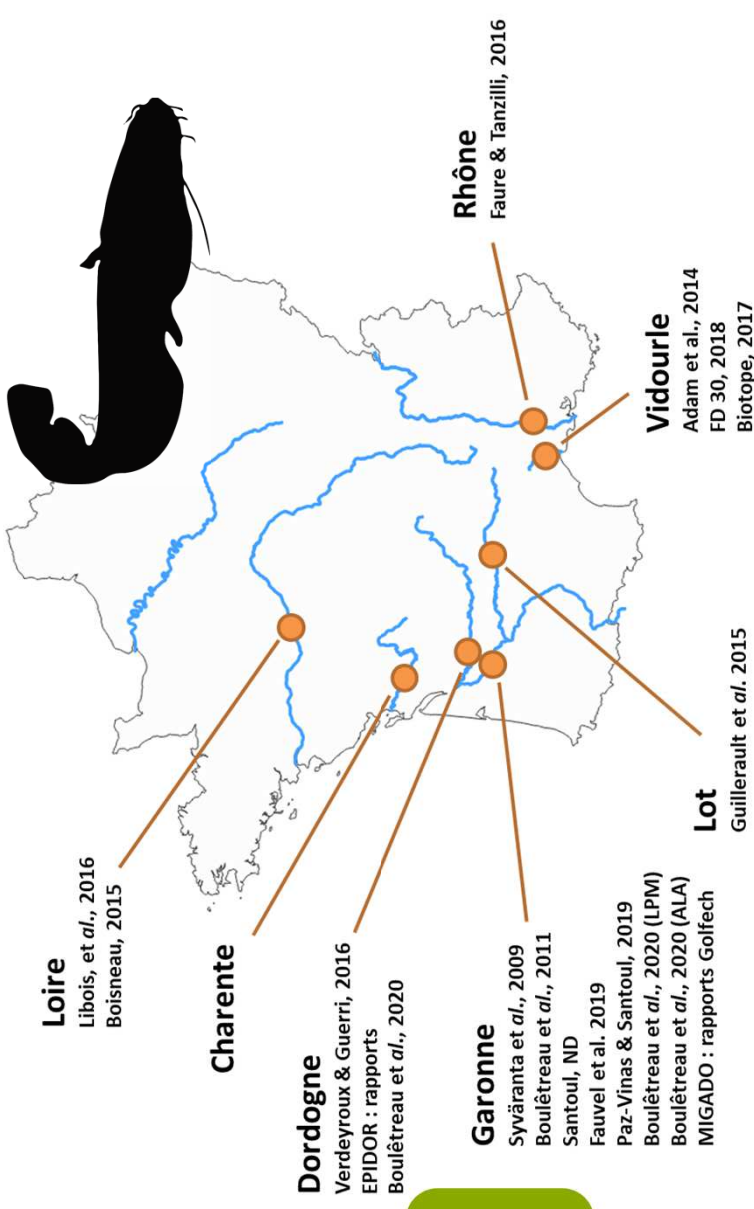 Loire
Libois, et al., 2016
Boisneau, 2015
Charente
Dordogne
Verdeyroux & Guerri, 2016
EPIDOR : rapports
Boulêtreau et al., 2020
Garonne
Syväranta et al., 2009
Boulêtreau et al., 2011
Santoul, ND
Fauvel et al. 2019
Paz-Vinas & Santoul, 2019
Boulêtreau et al., 2020 (LPM)
Boulêtreau et al., 2020 (ALA)
MIGADO : rapports Golfech
Lot
Guillerault et al. 2015
Vidourle
Adam et al., 2014
FD 30, 2018
Biotope, 2017
Rhône
Faure & Tanzilli, 2016